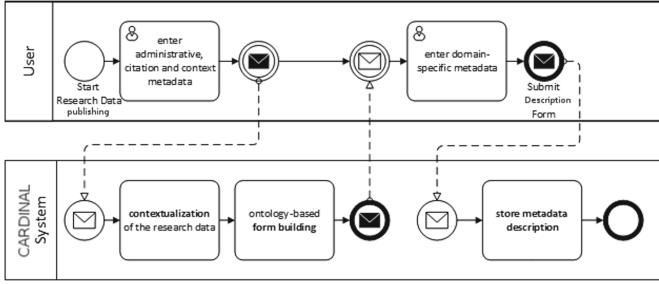 User
Start
Research Data
publishing
enter
administrative,
citation and context
metadata
enter domain-
specific metadata
Submit
Description
Form
CARDINAL
System
contextualization
of the research data
ontology-based
form building
store metadata
description